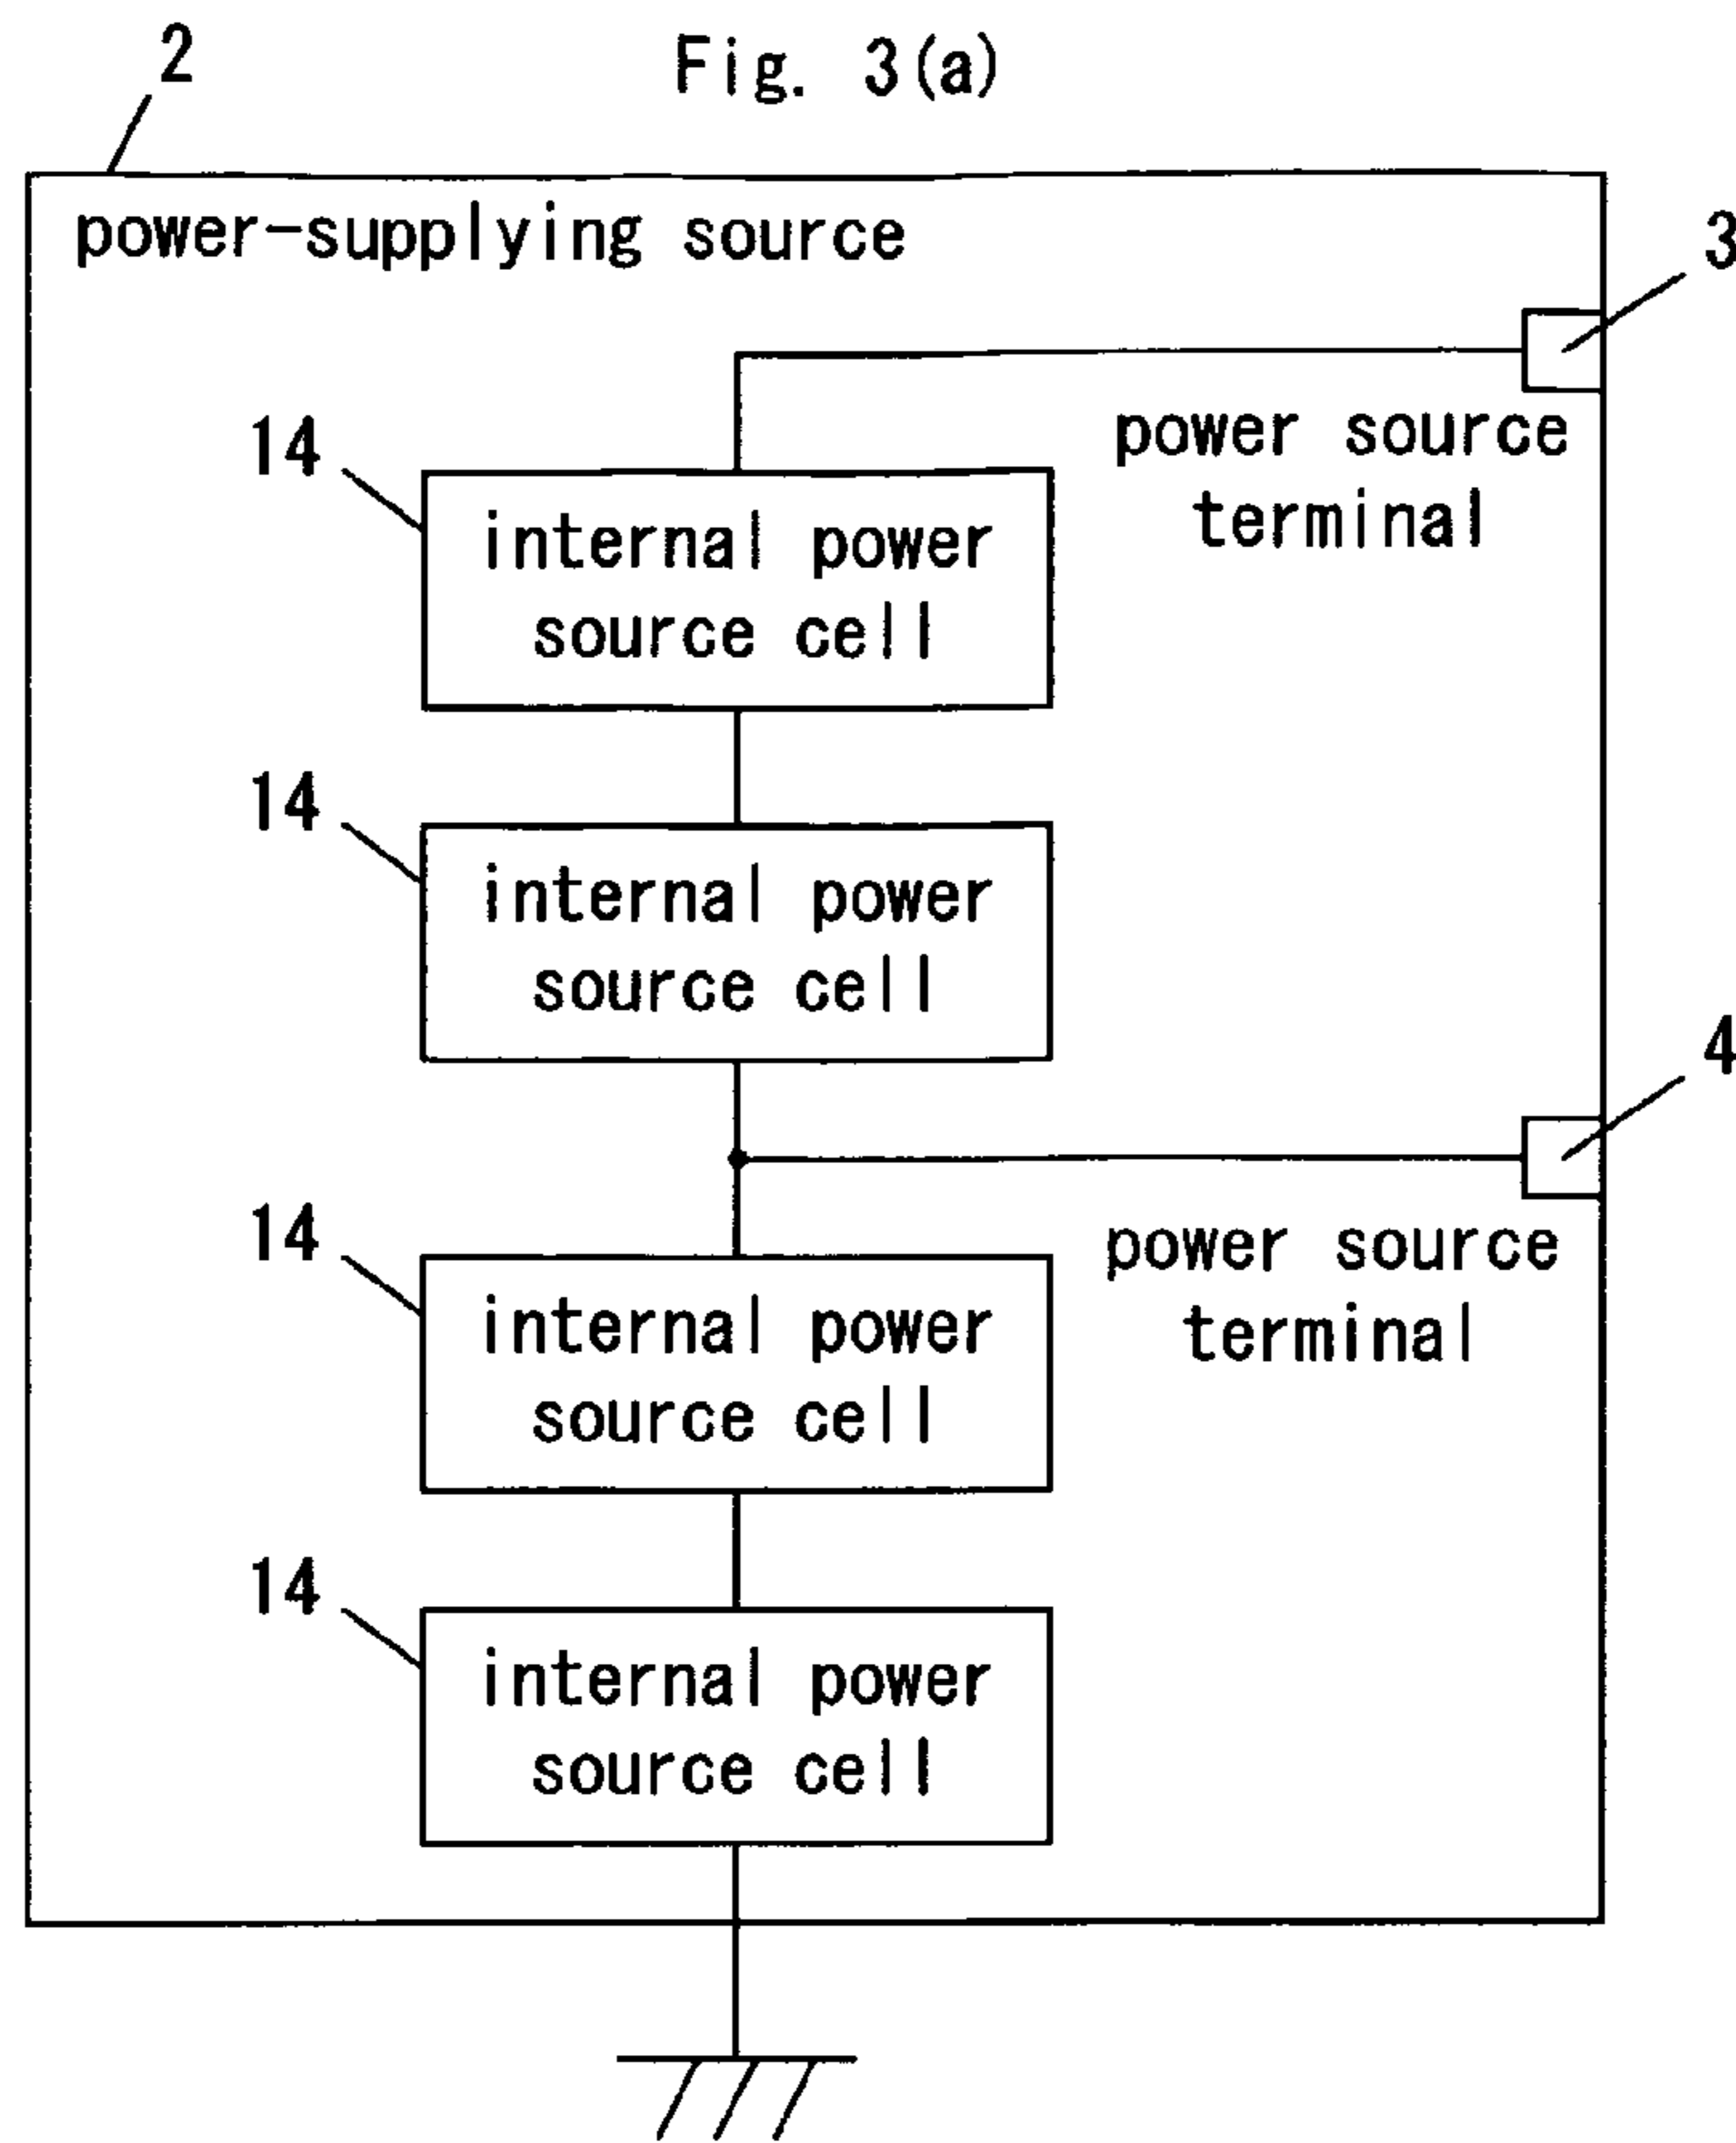 2
Fig. 3(a)
power-supplying source
3
power source
terminal
14
internal power
source cell
14
internal power
source cell
4
power source
terminal
14
internal power
source cell
14
internal power
source cell